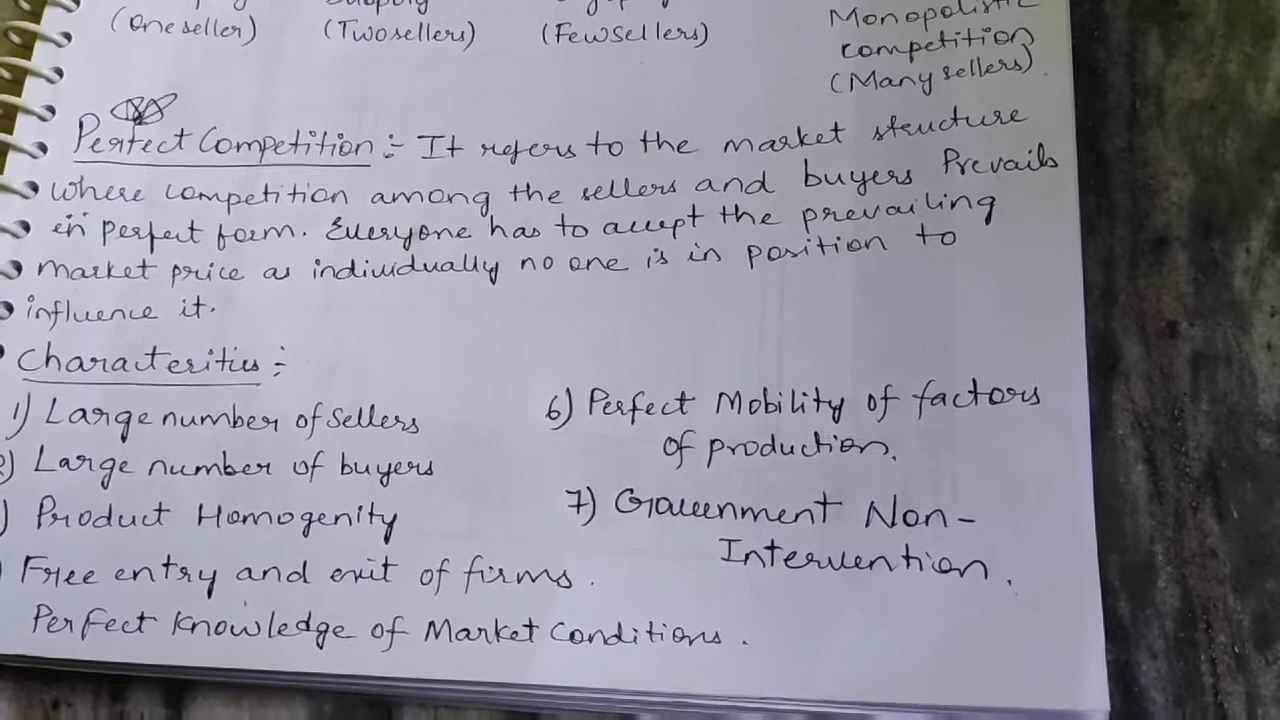 (One seller) (Two sellers) (Few sellers) Monopolistic
competition
(Many sellers)
Perfect Competition :- It refers to the market structure
where competition among the sellers and buyers Prevails
in perfect form. Everyone has to accept the prevailing
market price as individually no one is in position to
influence it.
Characterities :-
1) Large number of Sellers
2) Large number of buyers
) Product Homogenity
) Free entry and exit of firms.
Perfect Knowledge of Market Conditions.
6) Perfect Mobility of factors
of production.
7) Government Non-
Intervention.